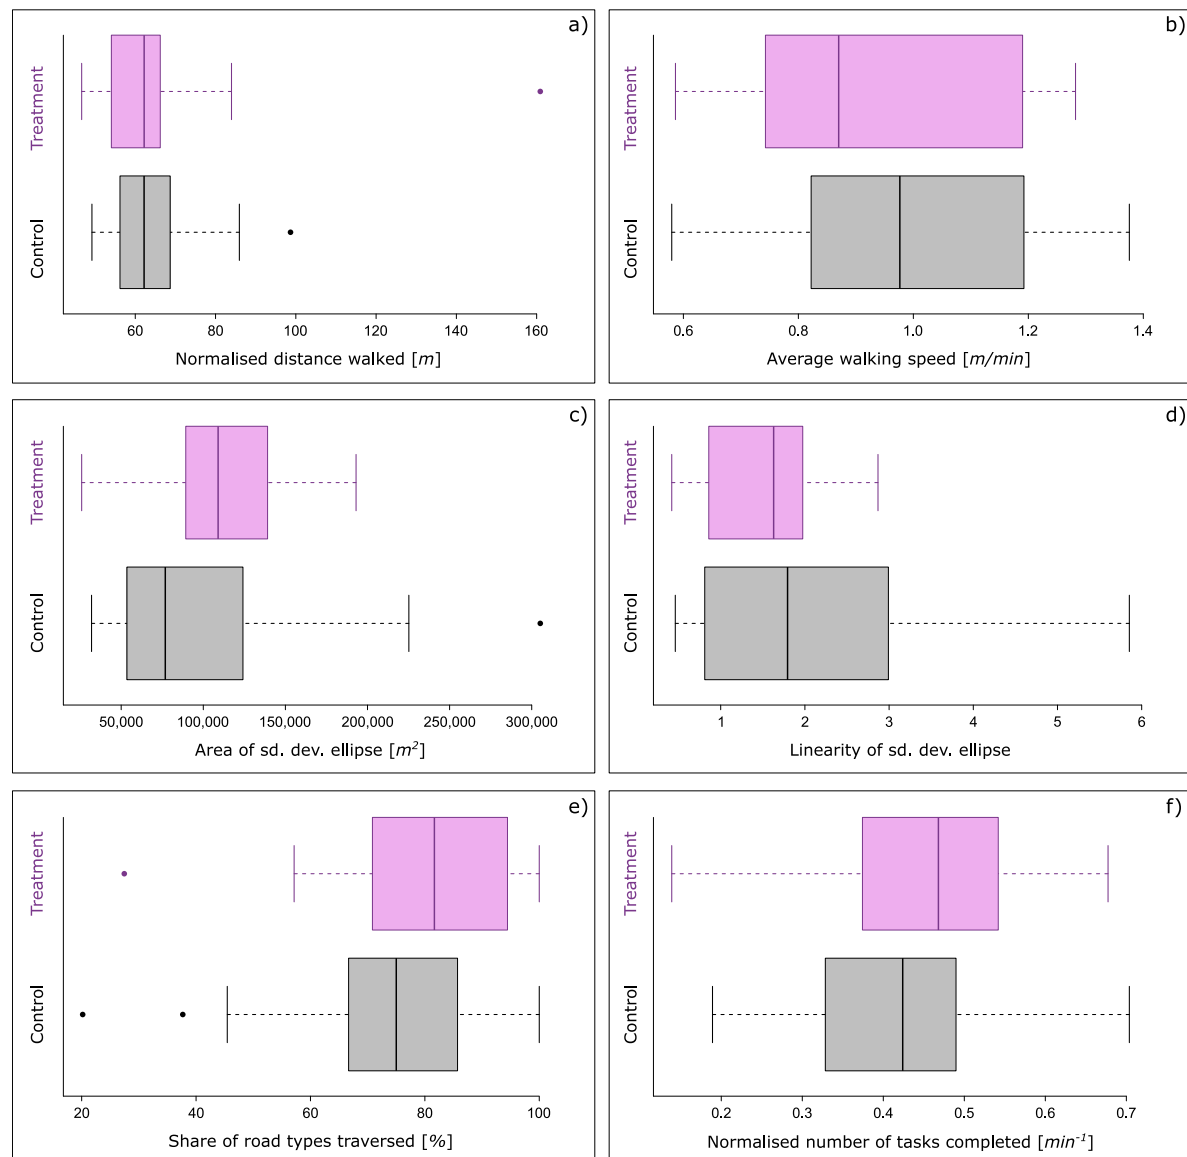 a)
Treatment
Control
60 80 100 120 140 160
Normalised distance walked [m]
b)
Treatment
Control
0.6 0.8 1.0 1.2 1.4
Average walking speed [m/min]
c)
Treatment
Control
50,000 100,000 150,000 200,000 250,000 300,000
Area of sd. dev. ellipse [m²]
d)
Treatment
Control
1 2 3 4 5 6
Linearity of sd. dev. ellipse
e)
Treatment
Control
20 40 60 80 100
Share of road types traversed [%]
f)
Treatment
Control
0.2 0.3 0.4 0.5 0.6 0.7
Normalised number of tasks completed [min⁻¹]